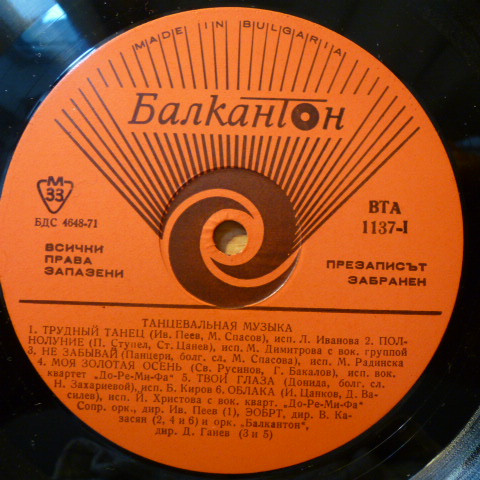 MADE IN BULGARIA
Балкантон
М
33
БДС 4648-71
ВСИЧКИ
ПРАВА
ЗАПАЗЕНИ
ВТА
1137-I
ПРЕЗАПИСЪТ
ЗАБРАНЕН
ТАНЦЕВАЛЬНАЯ МУЗЫКА
1. ТРУДНЫЙ ТАНЕЦ (Ив. Пеев, М. Спасов), исп. Л. Иванова 2. ПОЛ-
НОЛУНИЕ (П. Ступел, Ст. Цанев), исп. М. Димитрова с вок. группой
3. НЕ ЗАБЫВАЙ (Панцери, болг. сл. М. Спасова), исп. М. Радинска
4. МОЯ ЗОЛОТАЯ ОСЕНЬ (Св. Русинов, Г. Бакалов), исп. вок.
квартет „До-Ре-Ми-Фа“ 5. ТВОЙ ГЛАЗА (Донида, болг. сл.
Н. Захариевой), исп. Б. Киров 6. ОБЛАКА (И. Цанков, Д. Ва-
силев), исп. Й. Христова с вок. кварт. „До-Ре-Ми-Фа“
Сопр. орк., дир. Ив. Пеев (1), ЭОБРТ, дир. В. Ка-
засян (2, 4 и 6) и орк. „Балкантон“,
дир. Д. Ганев (3 и 5)